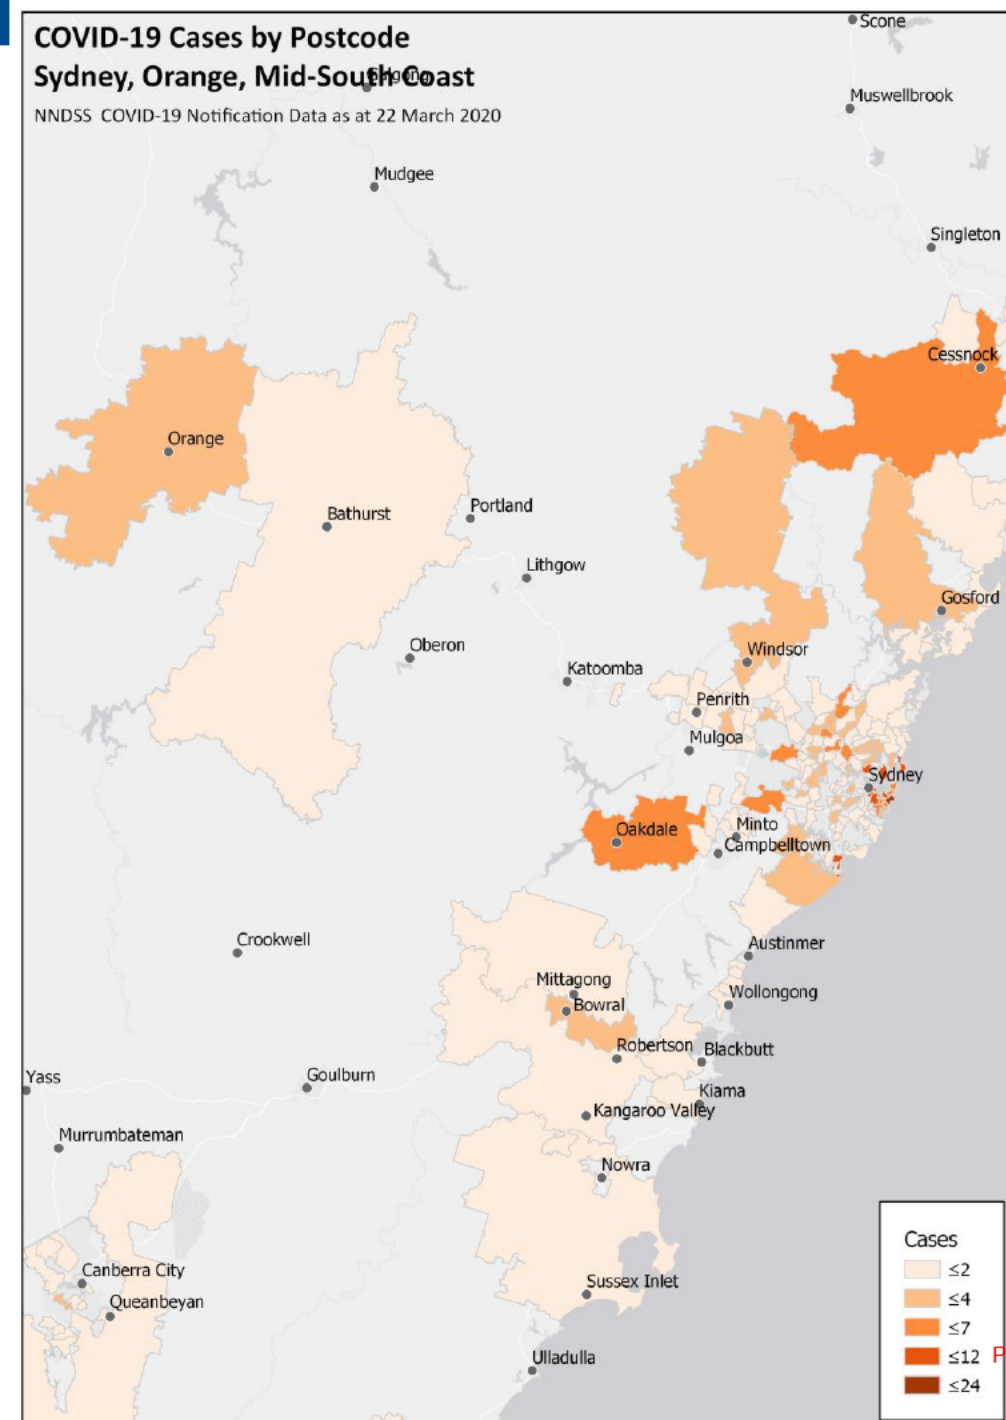 COVID-19 Cases by Postcode
Sydney, Orange, Mid-South Coast
NNDSS COVID-19 Notification Data as at 22 March 2020
Scone
Gulgong
Muswellbrook
Mudgee
Singleton
Cessnock
Orange
Bathurst
Portland
Lithgow
Gosford
Oberon
Windsor
Katoomba
Penrith
Mulgoa
Sydney
Oakdale
Minto
Campbelltown
Crookwell
Austinmer
Mittagong
Wollongong
Bowral
Robertson
Blackbutt
Yass
Goulburn
Kiama
Kangaroo Valley
Murrumbateman
Nowra
Canberra City
Sussex Inlet
Queanbeyan
Ulladulla
Cases
≤2
≤4
≤7
≤12 P
≤24